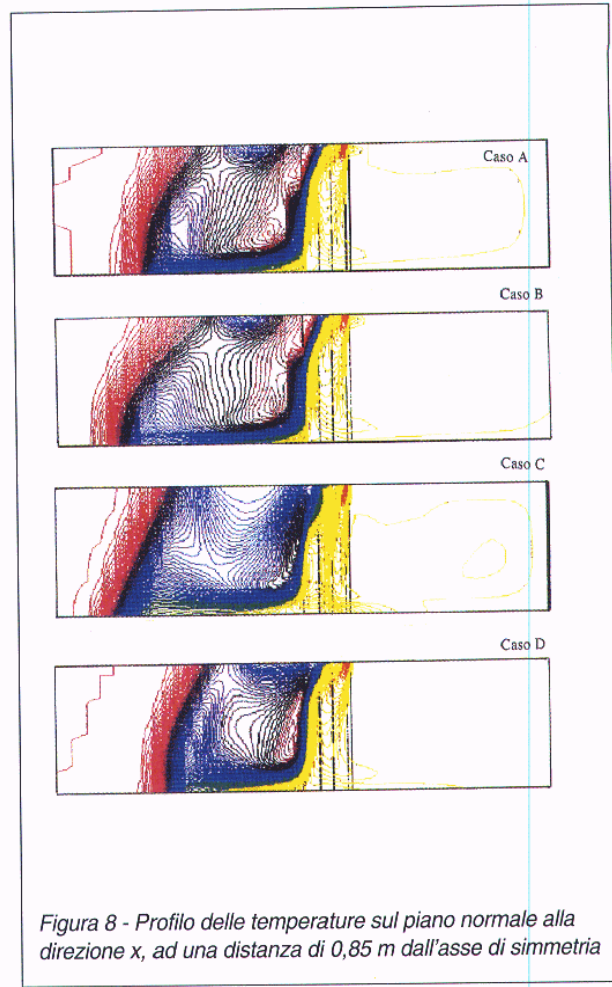 Caso A
Caso B
Caso C
Caso D
Figura 8 - Profilo delle temperature sul piano normale alla
direzione x, ad una distanza di 0,85 m dall'asse di simmetria